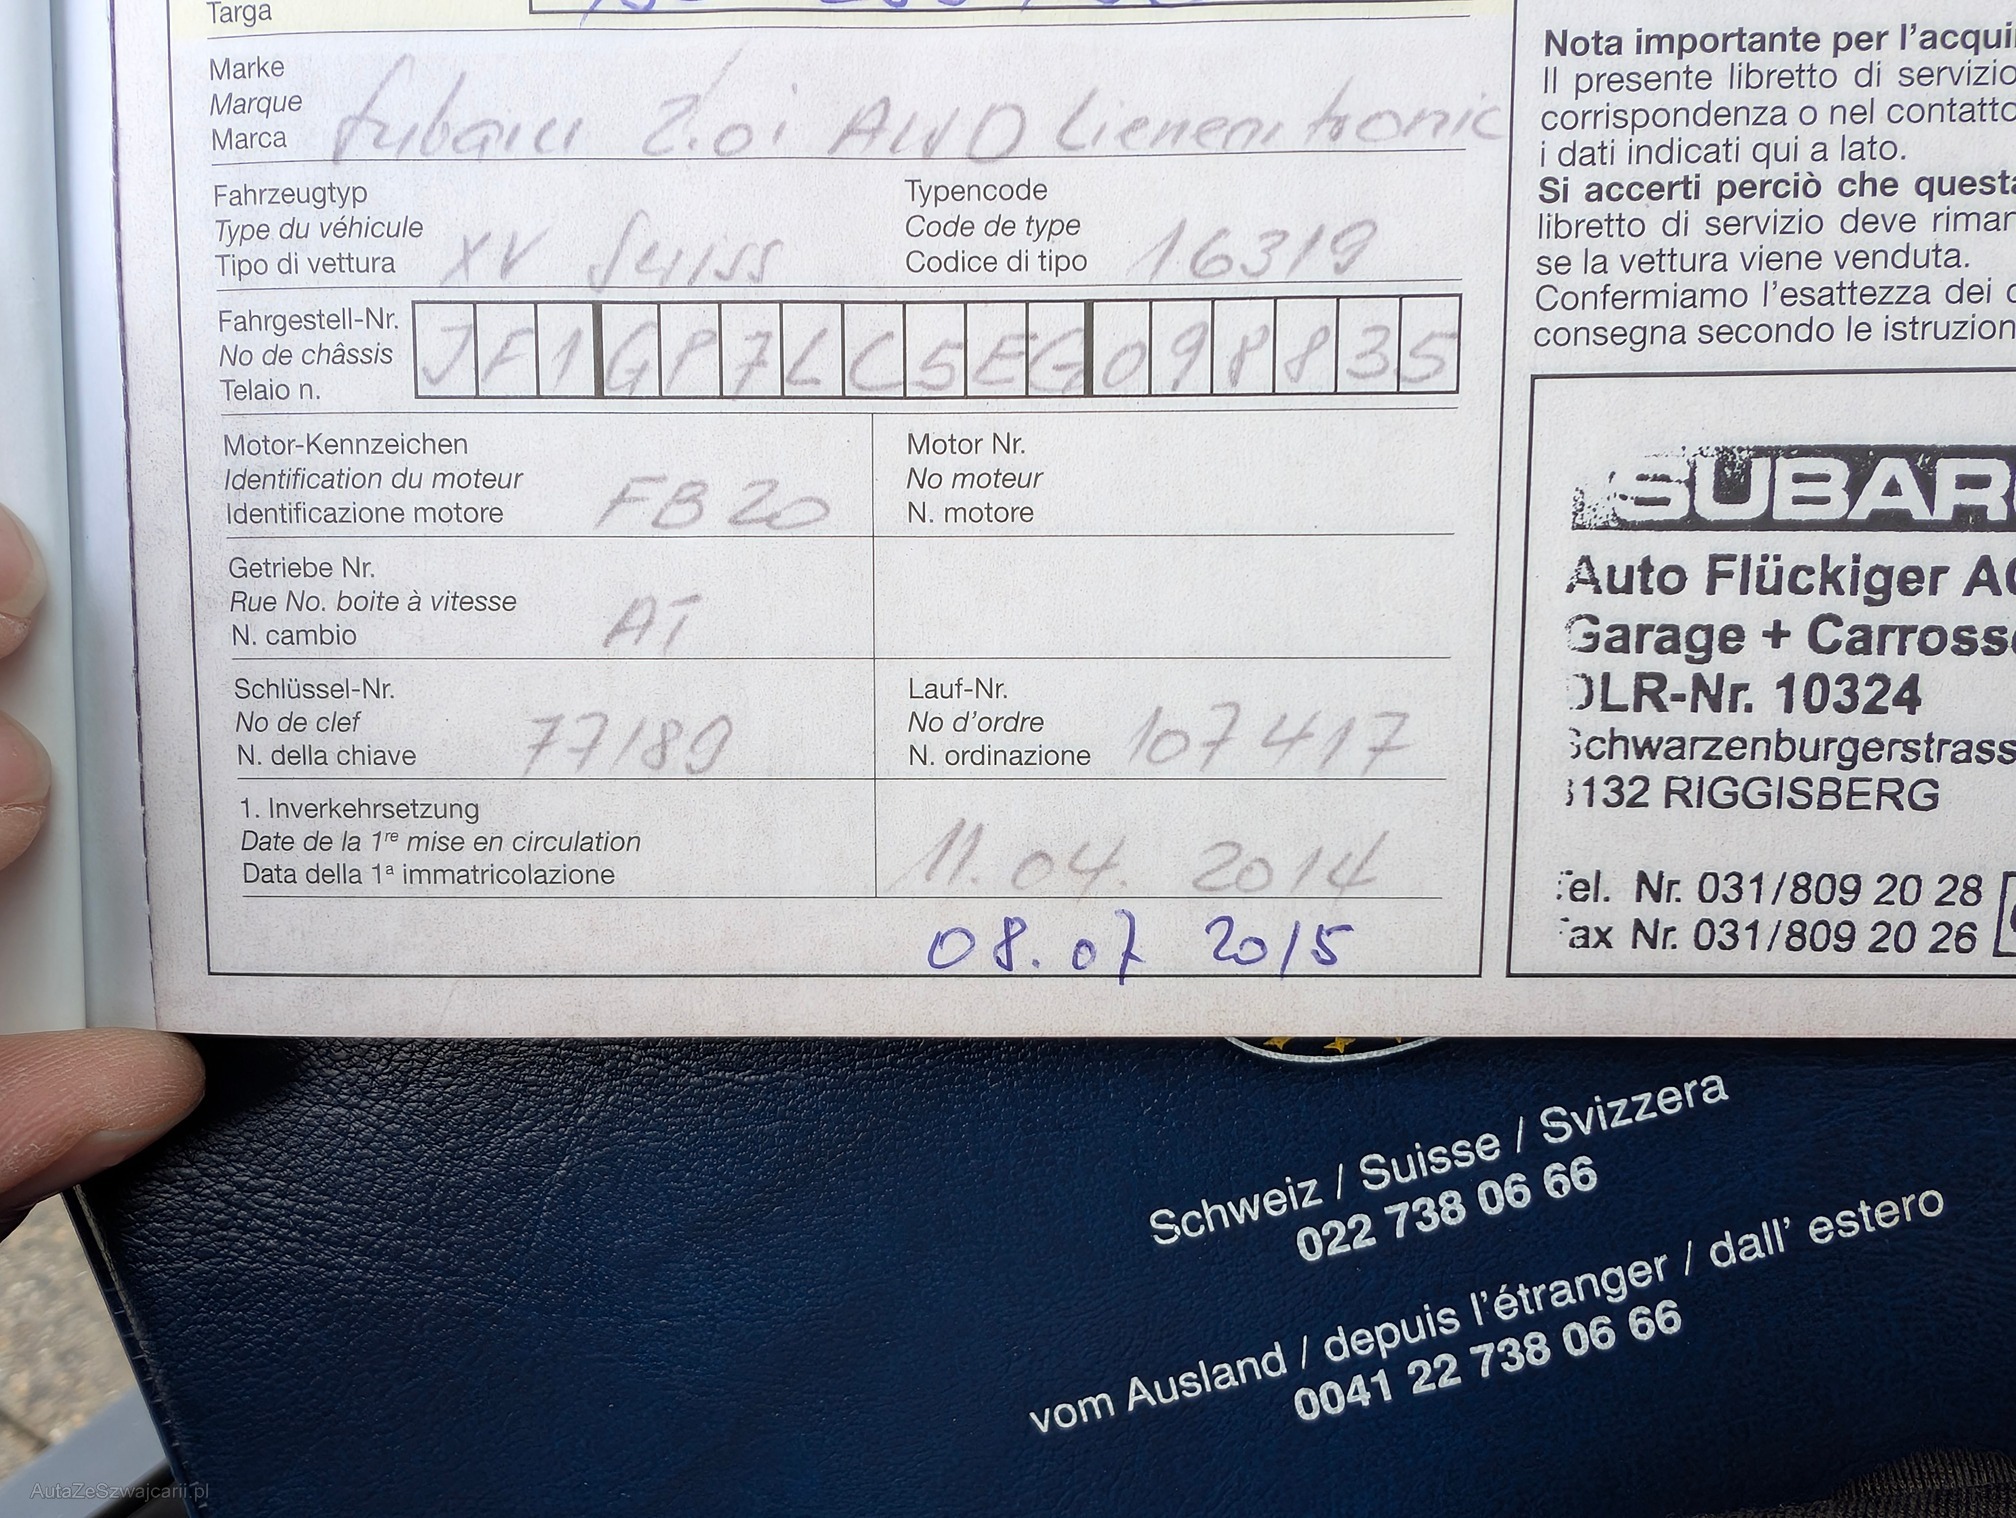 Targa
Marke
Marque
Marca
Subaru 2.0i AWD Lineartronic
Fahrzeugtyp
Type du véhicule
Tipo di vettura
XV Swiss
Typencode
Code de type
Codice di tipo
16319
Fahrgestell-Nr.
No de châssis
Telaio n.
JF1GP7LC5EG098835
Motor-Kennzeichen
Identification du moteur
Identificazione motore
FB20
Motor Nr.
No moteur
N. motore
Getriebe Nr.
Rue No. boite à vitesse
N. cambio
AT
Schlüssel-Nr.
No de clef
N. della chiave
77189
Lauf-Nr.
No d'ordre
N. ordinazione
107417
1. Inverkehrsetzung
Date de la 1re mise en circulation
Data della 1a immatricolazione
11.04. 2014
08.07 2015
Nota importante per l'acqui
Il presente libretto di servizio
corrispondenza o nel contatto
i dati indicati qui a lato.
Si accerti perciò che questa
libretto di servizio deve rimar
se la vettura viene venduta.
Confermiamo l'esattezza dei d
consegna secondo le istruzion
SUBAR
Auto Flückiger AG
Garage + Carrosse
DLR-Nr. 10324
Schwarzenburgerstrass
3132 RIGGISBERG
Tel. Nr. 031/809 20 28
Fax Nr. 031/809 20 26
Schweiz / Suisse / Svizzera
022 738 06 66
vom Ausland / depuis l'étranger / dall' estero
0041 22 738 06 66
AutaZeSzwajcarii.pl